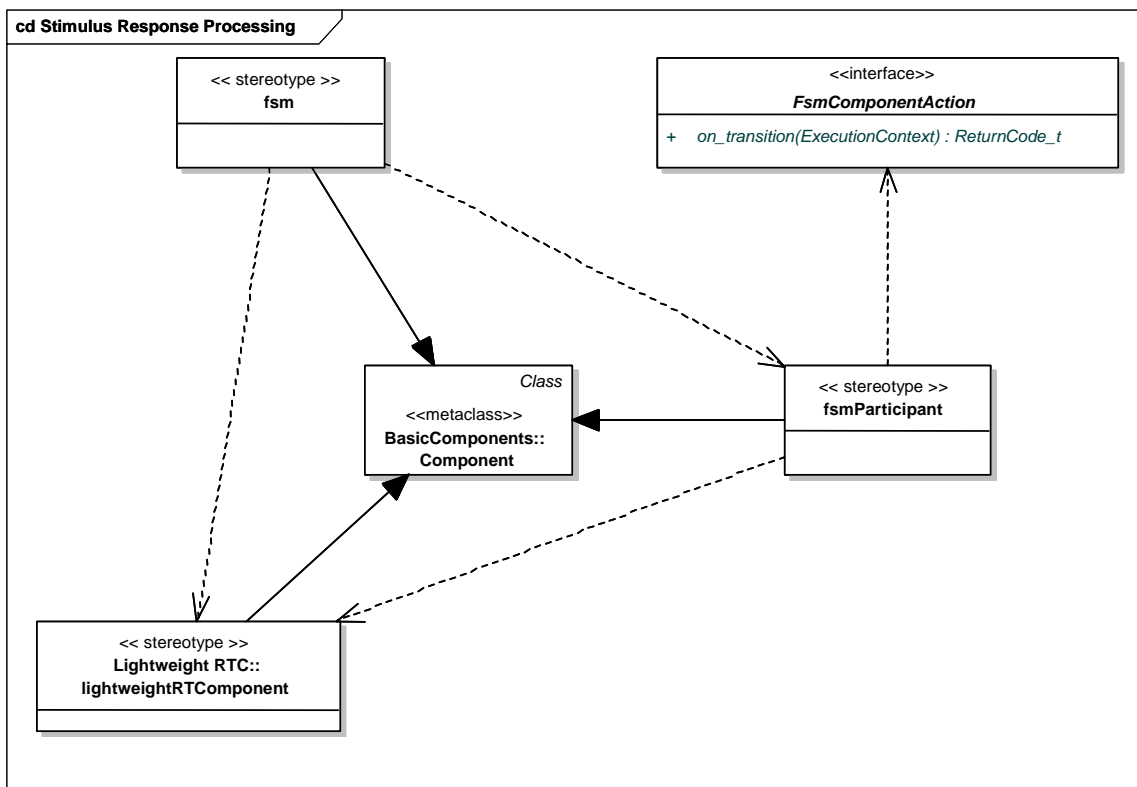 cd Stimulus Response Processing
<< stereotype >>
fsm
<<interface>>
FsmComponentAction
+ on_transition(ExecutionContext) : ReturnCode_t
Class
<<metaclass>>
BasicComponents::
Component
<< stereotype >>
fsmParticipant
<< stereotype >>
Lightweight RTC::
lightweightRTComponent